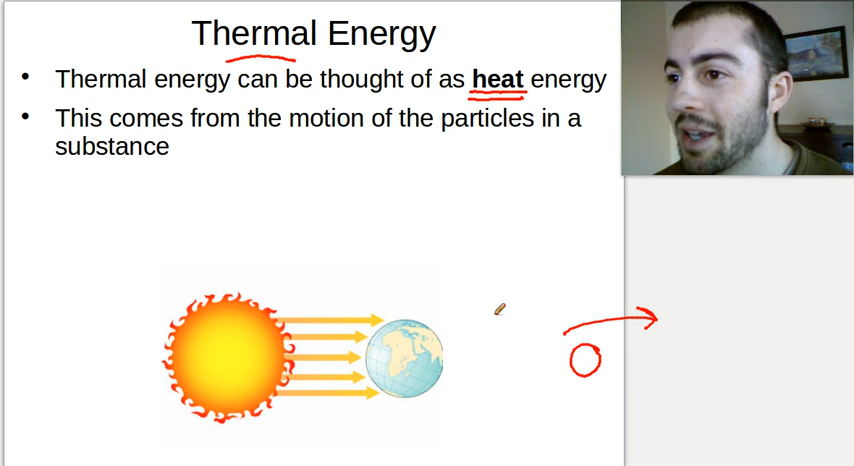 Thermal Energy
• Thermal energy can be thought of as heat energy
• This comes from the motion of the particles in a
substance